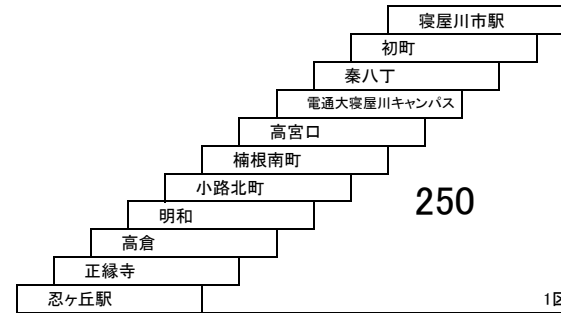 寝屋川市駅
初町
秦八丁
電通大寝屋川キャンパス
高宮口
楠根南町
小路北町
250
明和
高倉
正縁寺
忍ヶ丘駅
1区